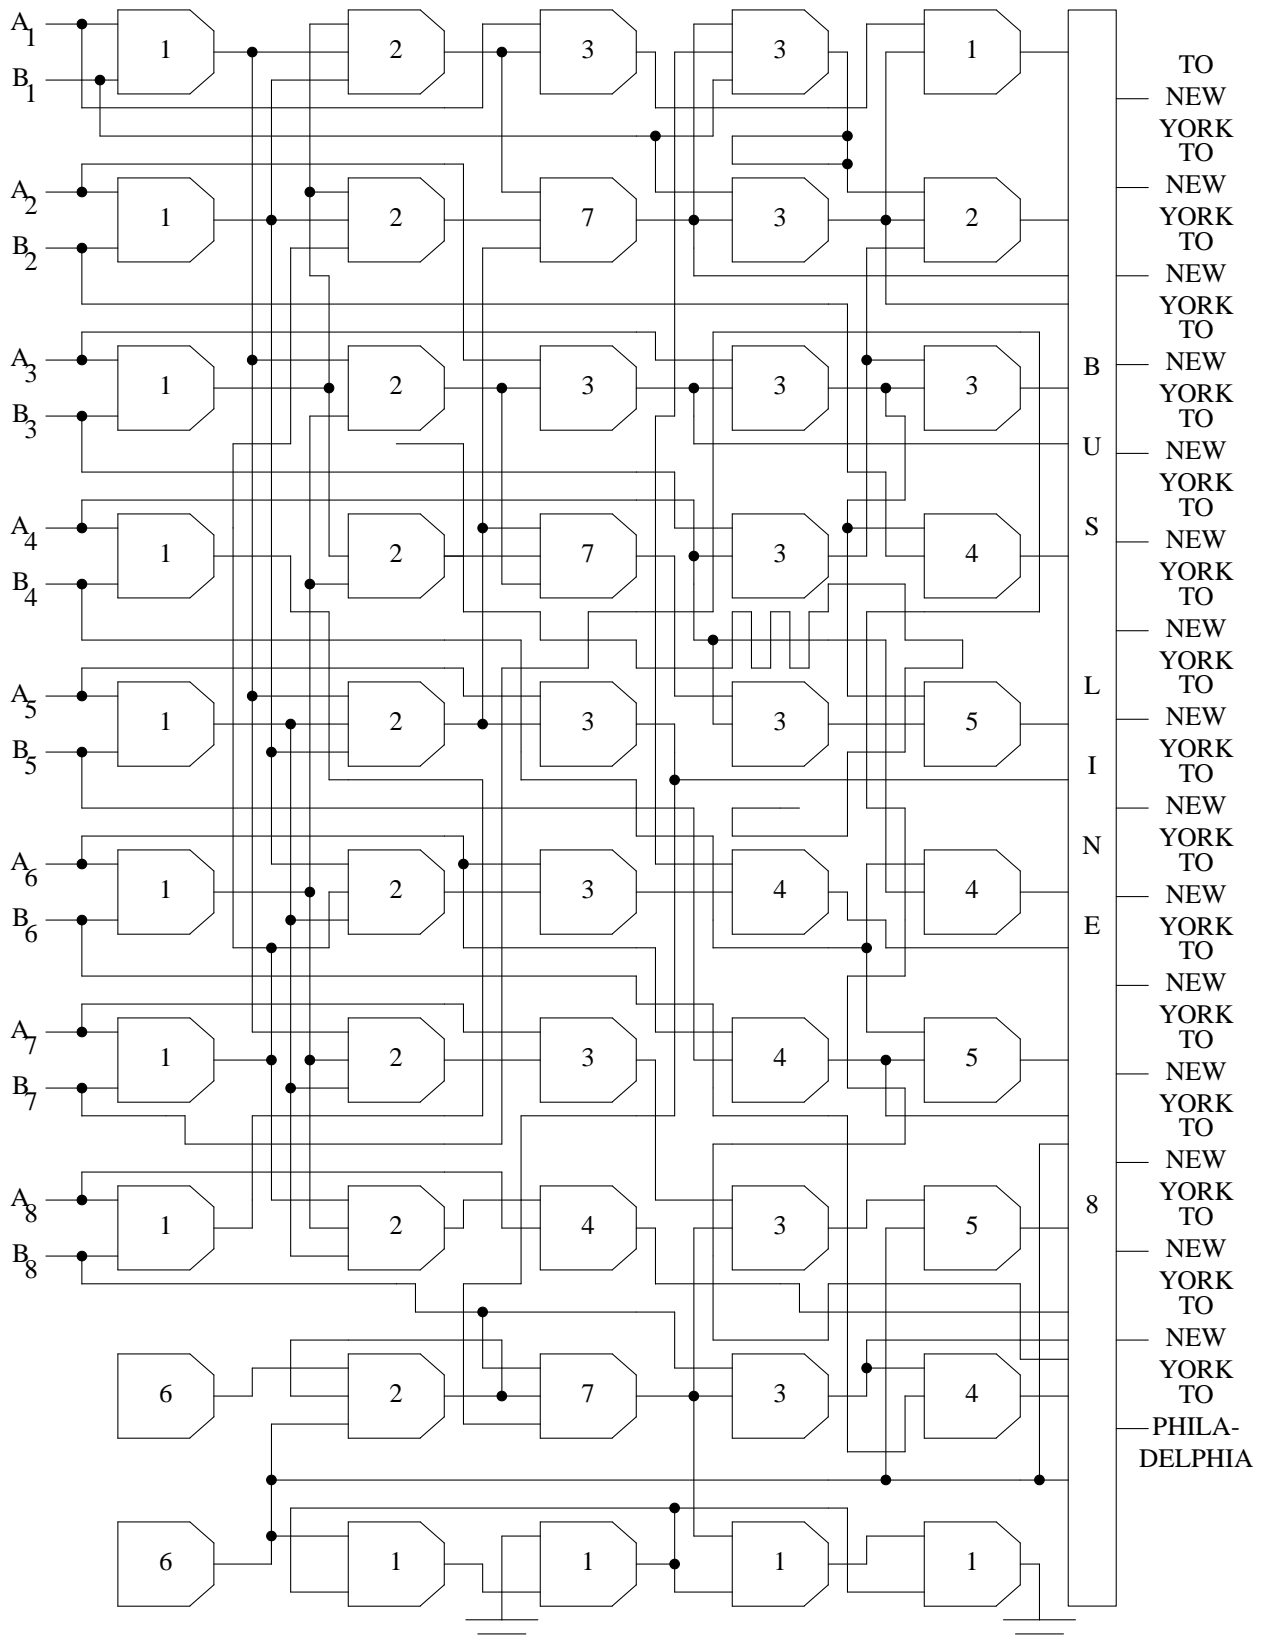 A1 1 2 3 3 1
B1
TO
NEW
YORK
A2 1 2 7 3 2
B2
TO
NEW
YORK
TO
NEW
YORK
A3 1 2 3 3 3
B3
TO
NEW
YORK
TO
NEW
YORK
A4 1 2 7 3 4
B4
TO
NEW
YORK
TO
NEW
YORK
A5 1 2 3 3 5
B5
TO
NEW
YORK
TO
NEW
YORK
A6 1 2 3 4 4
B6
TO
NEW
YORK
TO
NEW
YORK
A7 1 2 3 4 5
B7
TO
NEW
YORK
TO
NEW
YORK
A8 1 2 4 3 5
B8
TO
NEW
YORK
TO
NEW
YORK
6 2 7 3 4
TO
PHILA-
DELPHIA
6 1 1 1 1
B
U
S
L
I
N
E
8